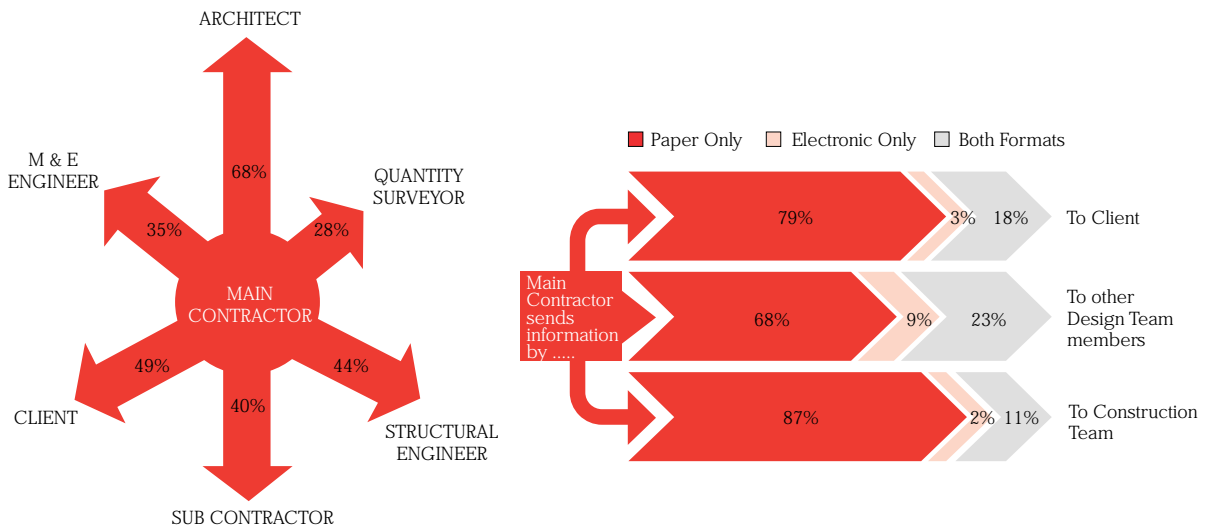 ARCHITECT
M & E
ENGINEER
68%
QUANTITY
SURVEYOR
35%
28%
MAIN
CONTRACTOR
49%
44%
40%
CLIENT
STRUCTURAL
ENGINEER
SUB CONTRACTOR
Paper Only
Electronic Only
Both Formats
79%
3%
18%
To Client
Main
Contractor
sends
information
by .....
68%
9%
23%
To other
Design Team
members
87%
2%
11%
To Construction
Team